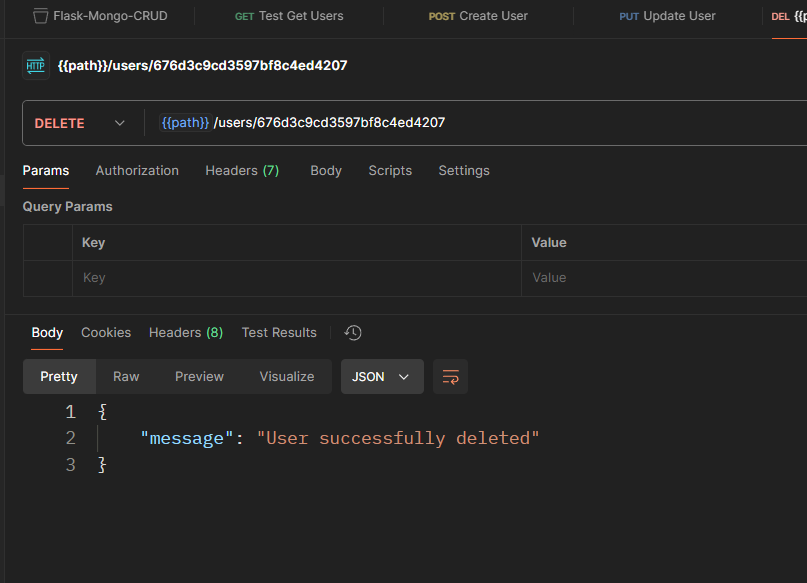 Flask-Mongo-CRUD GET Test Get Users POST Create User PUT Update User DEL {{p
HTTP {{path}}/users/676d3c9cd3597bf8c4ed4207
DELETE {{path}} /users/676d3c9cd3597bf8c4ed4207
Params Authorization Headers (7) Body Scripts Settings
Query Params
Key Value
Key Value
Body Cookies Headers (8) Test Results
Pretty Raw Preview Visualize JSON
1 {
2 "message": "User successfully deleted"
3 }